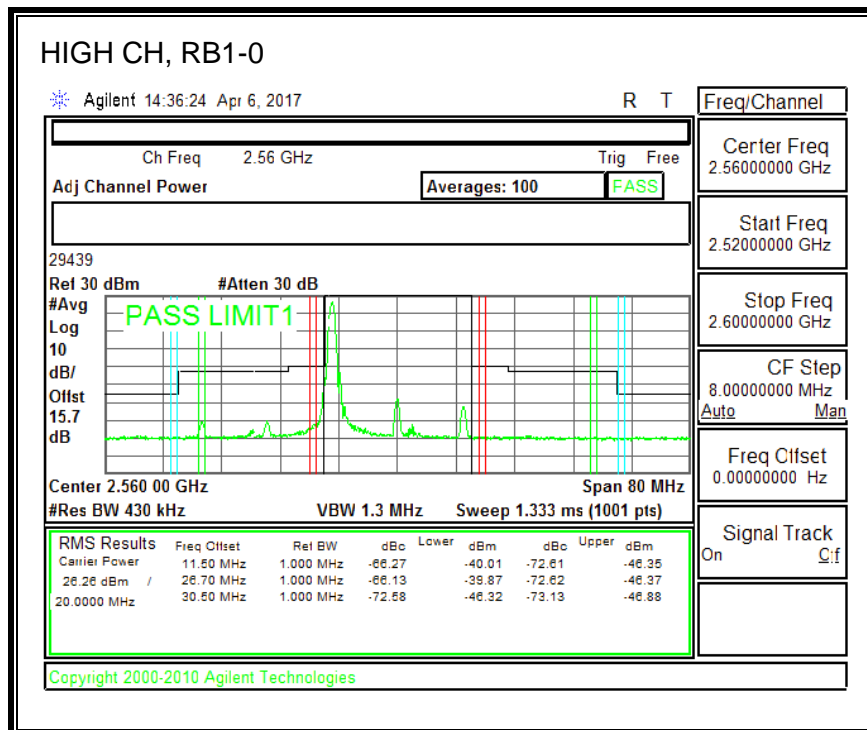 HIGH CH, RB1-0
Agilent 14:36:24 Apr 6, 2017 R T
Freq/Channel
Ch Freq 2.56 GHz Trig Free
Adj Channel Power Averages: 100 PASS
Center Freq
2.56000000 GHz
Start Freq
2.52000000 GHz
Stop Freq
2.60000000 GHz
CF Step
8.00000000 MHz
Auto Man
Freq Offset
0.00000000 Hz
Signal Track
On Off
29439
Ref 30 dBm #Atten 30 dB
#Avg
Log
10
dB/
Offst
15.7
dB
PASS LIMIT1
Center 2.560 00 GHz Span 80 MHz
#Res BW 430 kHz VBW 1.3 MHz Sweep 1.333 ms (1001 pts)
RMS Results Freq Offset Ref BW dBc Lower dBm dBc Upper dBm
Carrier Power 11.50 MHz 1.000 MHz -66.27 -40.01 -72.61 -46.35
26.26 dBm / 26.70 MHz 1.000 MHz -66.13 -39.87 -72.62 -46.37
20.0000 MHz 30.50 MHz 1.000 MHz -72.58 -46.32 -73.13 -46.88
Copyright 2000-2010 Agilent Technologies